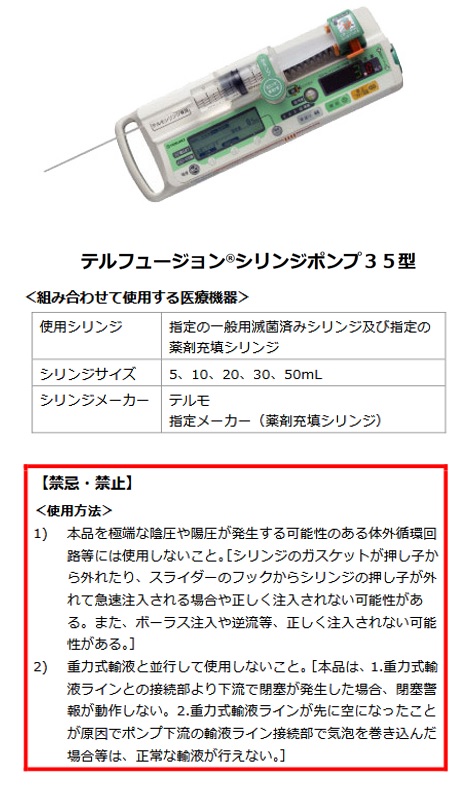 テルモシリンジ専用
テルフュージョン®シリンジポンプ３５型
＜組み合わせて使用する医療機器＞
使用シリンジ 指定の一般用滅菌済みシリンジ及び指定の
薬剤充填シリンジ
シリンジサイズ 5、10、20、30、50mL
シリンジメーカー テルモ
指定メーカー（薬剤充填シリンジ）
【禁忌・禁止】
＜使用方法＞
1) 本品を極端な陰圧や陽圧が発生する可能性のある体外循環回
路等には使用しないこと。［シリンジのガスケットが押し子か
ら外れたり、スライダーのフックからシリンジの押し子が外
れて急速注入される場合や正しく注入されない可能性があ
る。また、ボーラス注入や逆流等、正しく注入されない可能
性がある。］
2) 重力式輸液と並行して使用しないこと。［本品は、1.重力式輸
液ラインとの接続部より下流で閉塞が発生した場合、閉塞警
報が動作しない。2.重力式輸液ラインが先に空になったこと
が原因でポンプ下流の輸液ライン接続部で気泡を巻き込んだ
場合等は、正常な輸液が行えない。］